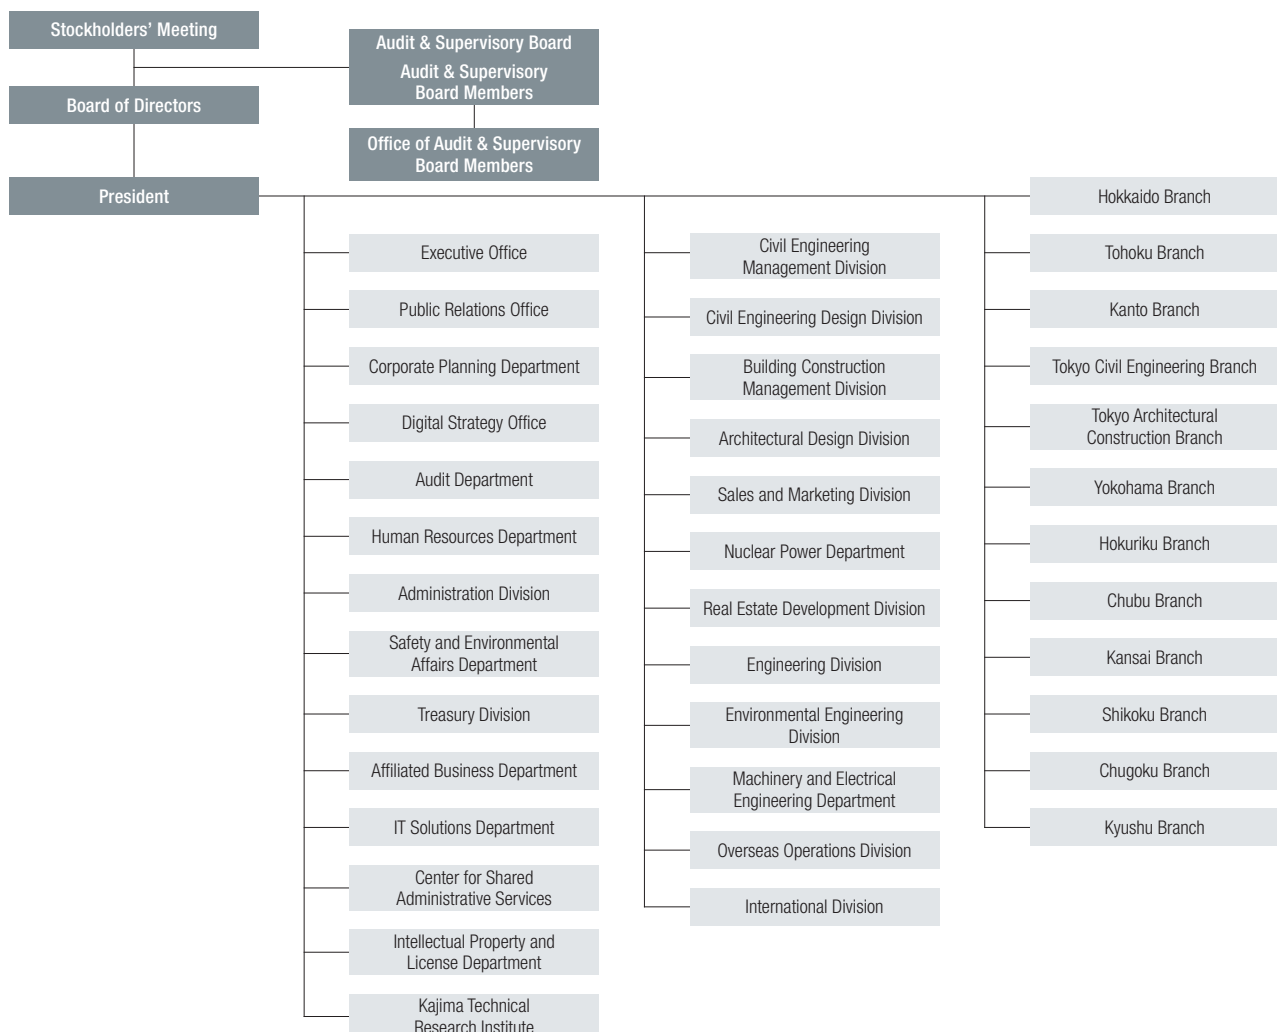 Stockholders’ Meeting
Audit & Supervisory Board
Audit & Supervisory
Board Members
Board of Directors
Office of Audit & Supervisory
Board Members
President
Executive Office
Public Relations Office
Corporate Planning Department
Digital Strategy Office
Audit Department
Human Resources Department
Administration Division
Safety and Environmental
Affairs Department
Treasury Division
Affiliated Business Department
IT Solutions Department
Center for Shared
Administrative Services
Intellectual Property and
License Department
Kajima Technical
Research Institute
Civil Engineering
Management Division
Civil Engineering Design Division
Building Construction
Management Division
Architectural Design Division
Sales and Marketing Division
Nuclear Power Department
Real Estate Development Division
Engineering Division
Environmental Engineering
Division
Machinery and Electrical
Engineering Department
Overseas Operations Division
International Division
Hokkaido Branch
Tohoku Branch
Kanto Branch
Tokyo Civil Engineering Branch
Tokyo Architectural
Construction Branch
Yokohama Branch
Hokuriku Branch
Chubu Branch
Kansai Branch
Shikoku Branch
Chugoku Branch
Kyushu Branch